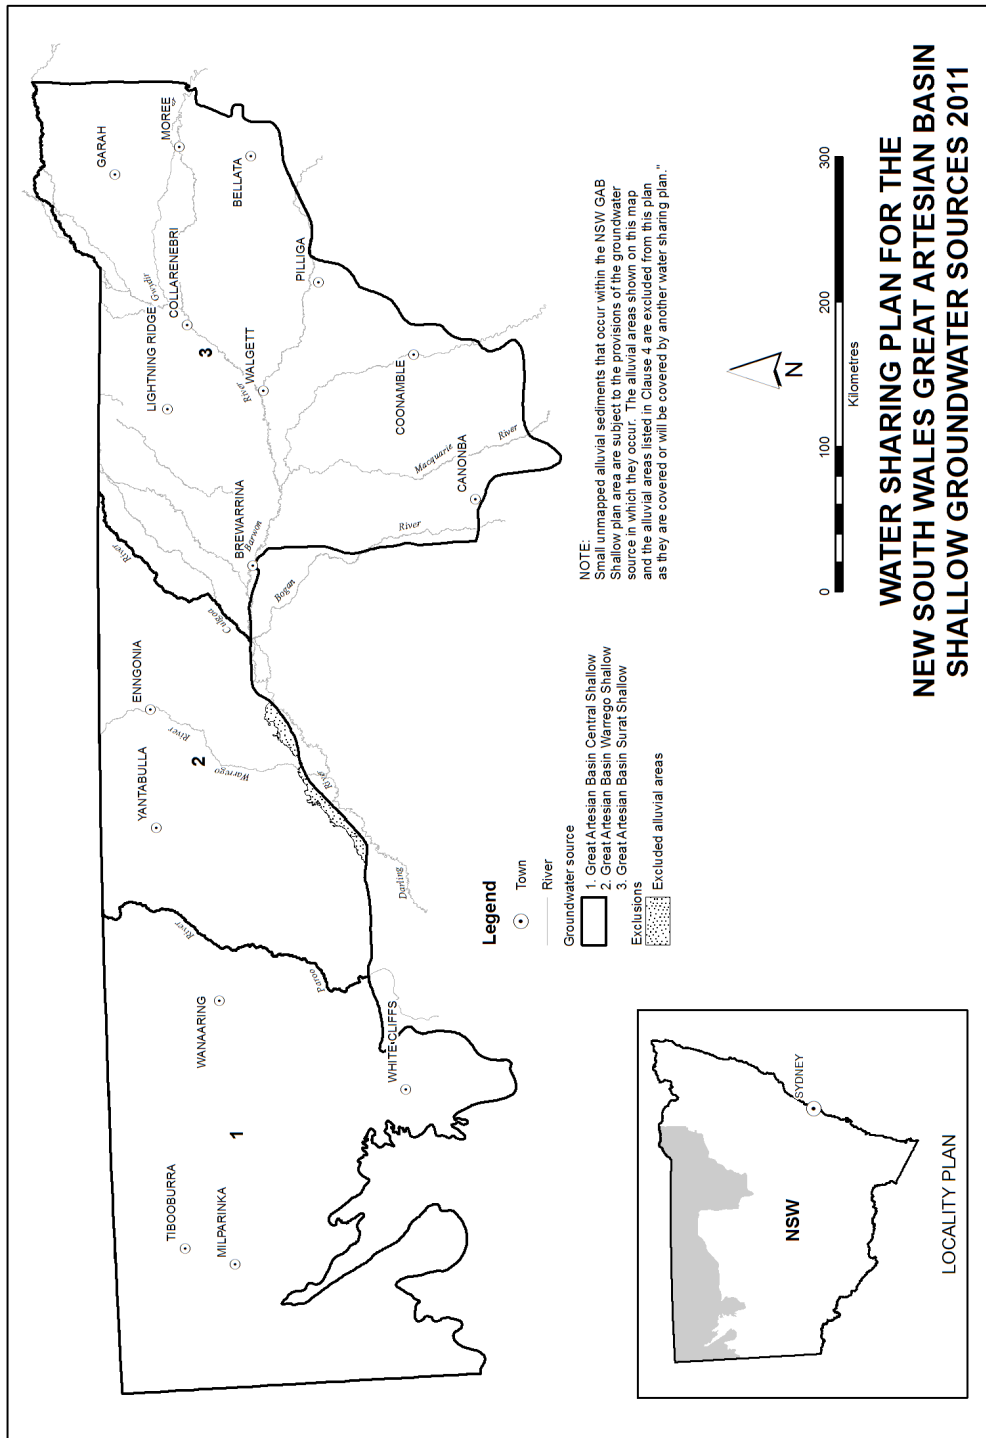 GARAH
MOREE
BELLATA
COLLARENEBRI
Gwydir
LIGHTNING RIDGE
PILLIGA
3
WALGETT
River
COONAMBLE
Macquarie
River
CANONBA
BREWARRINA
Barwon
Bogan
River
Culgoa
River
ENNGONIA
YANTABULLA
2
Warrego
River
Darling
River
Paroo
River
WANAARING
WHITE CLIFFS
1
TIBOOBURRA
MILPARINKA
Legend
Town
River
Groundwater source
1. Great Artesian Basin Central Shallow
2. Great Artesian Basin Warrego Shallow
3. Great Artesian Basin Surat Shallow
Exclusions
Excluded alluvial areas
NOTE:
Small unmapped alluvial sediments that occur within the NSW GAB
Shallow plan area are subject to the provisions of the groundwater
source in which they occur. The alluvial areas shown on this map
and the alluvial areas listed in Clause 4 are excluded from this plan
as they are covered or will be covered by another water sharing plan."
N
0 100 200 300
Kilometres
NSW
SYDNEY
LOCALITY PLAN
WATER SHARING PLAN FOR THE
NEW SOUTH WALES GREAT ARTESIAN BASIN
SHALLOW GROUNDWATER SOURCES 2011